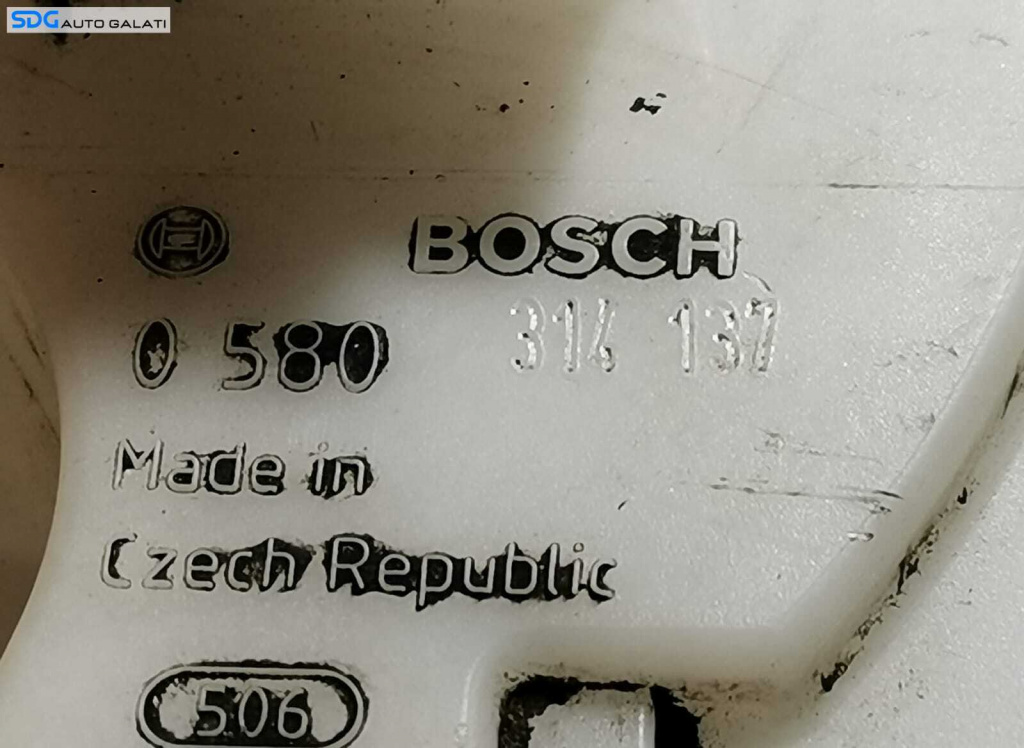 SDG AUTO GALATI
BOSCH
0 580 314 137
Made in
Czech Republic
506